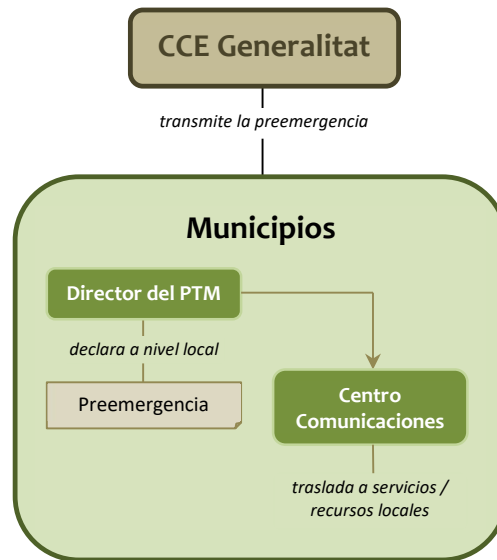 CCE Generalitat
transmite la preemergencia
Municipios
Director del PTM
declara a nivel local
Preemergencia
Centro
Comunicaciones
traslada a servicios /
recursos locales